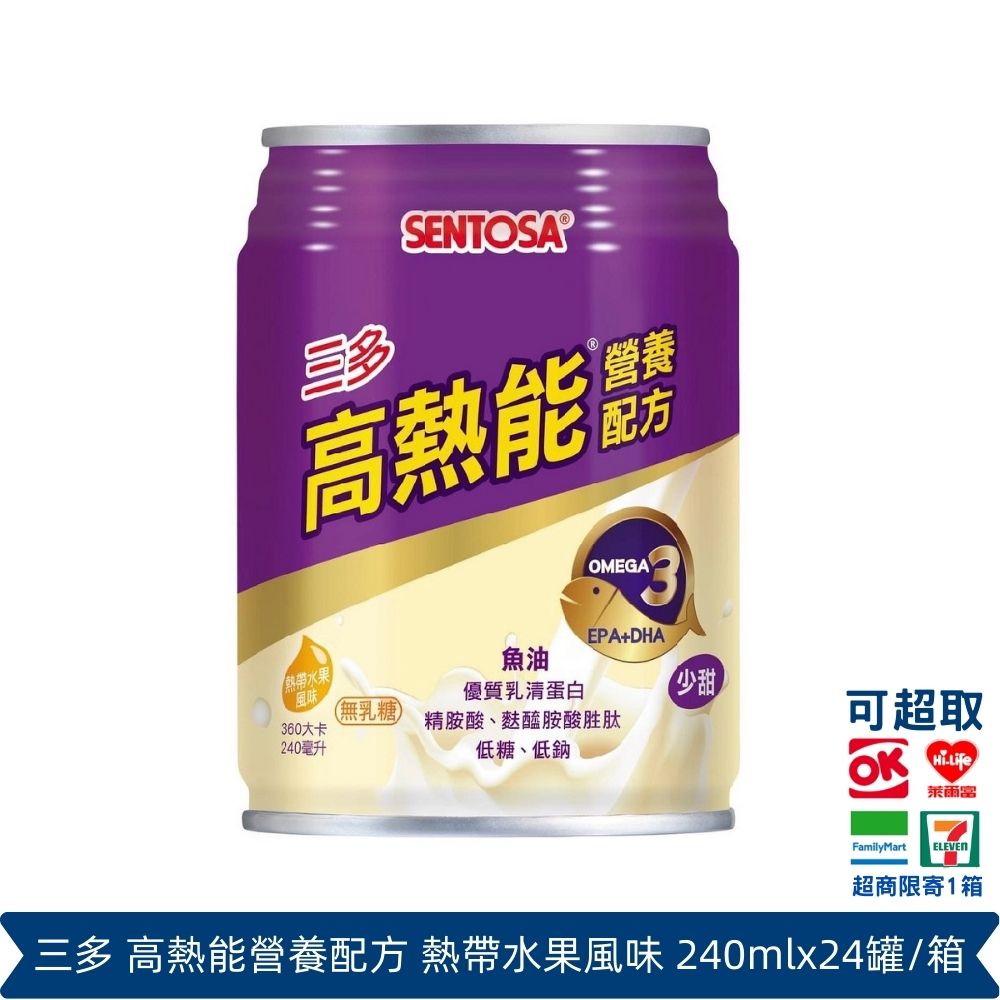 SENTOSA®
三多
高熱能®
營養
配方
OMEGA 3
EPA+DHA
魚油
優質乳清蛋白
精胺酸、麩醯胺酸胜肽
低糖、低鈉
少甜
熱帶水果
風味
無乳糖
360大卡
240毫升
可超取
OK
Hi-Life
萊爾富
FamilyMart
7
ELEVEn
超商限寄1箱
三多 高熱能營養配方 熱帶水果風味 240mlx24罐/箱